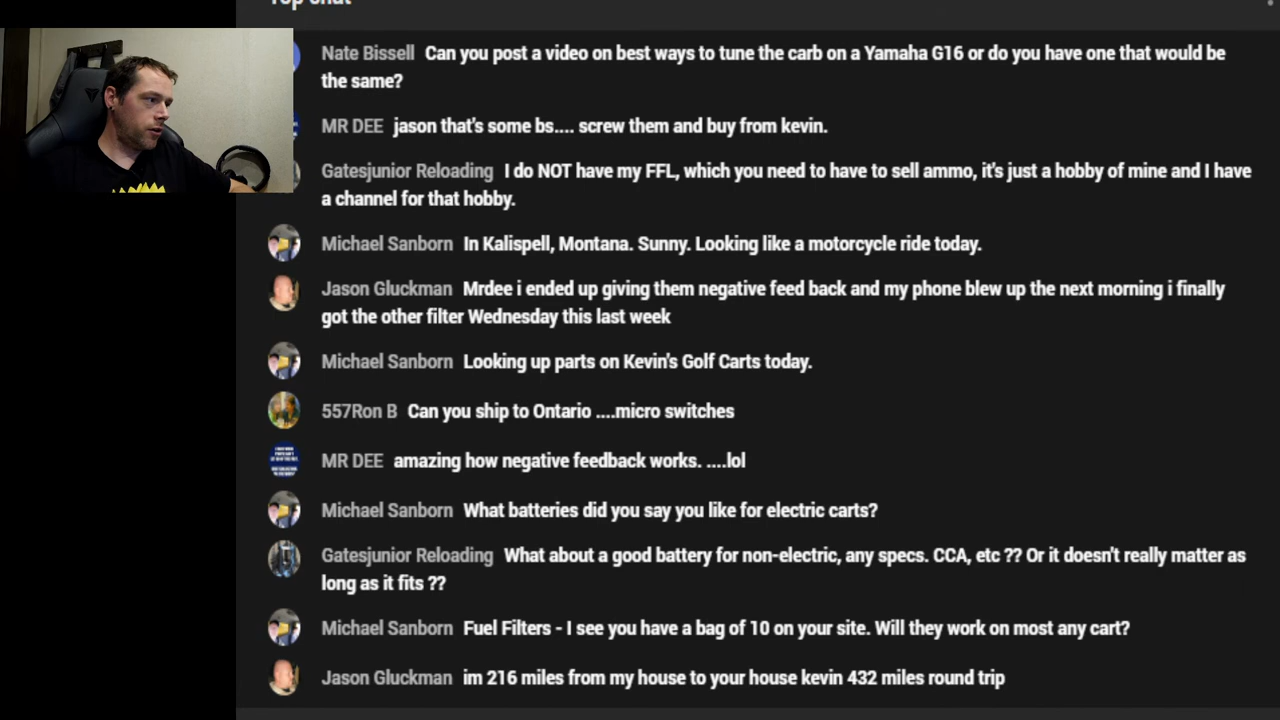 Top chat
Nate Bissell Can you post a video on best ways to tune the carb on a Yamaha G16 or do you have one that would be
the same?
MR DEE jason that's some bs.... screw them and buy from kevin.
Gatesjunior Reloading I do NOT have my FFL, which you need to have to sell ammo, it's just a hobby of mine and I have
a channel for that hobby.
Michael Sanborn In Kalispell, Montana. Sunny. Looking like a motorcycle ride today.
Jason Gluckman Mrdee i ended up giving them negative feed back and my phone blew up the next morning i finally
got the other filter Wednesday this last week
Michael Sanborn Looking up parts on Kevin's Golf Carts today.
557Ron B Can you ship to Ontario ....micro switches
MR DEE amazing how negative feedback works. ....lol
Michael Sanborn What batteries did you say you like for electric carts?
Gatesjunior Reloading What about a good battery for non-electric, any specs. CCA, etc ?? Or it doesn't really matter as
long as it fits ??
Michael Sanborn Fuel Filters - I see you have a bag of 10 on your site. Will they work on most any cart?
Jason Gluckman im 216 miles from my house to your house kevin 432 miles round trip